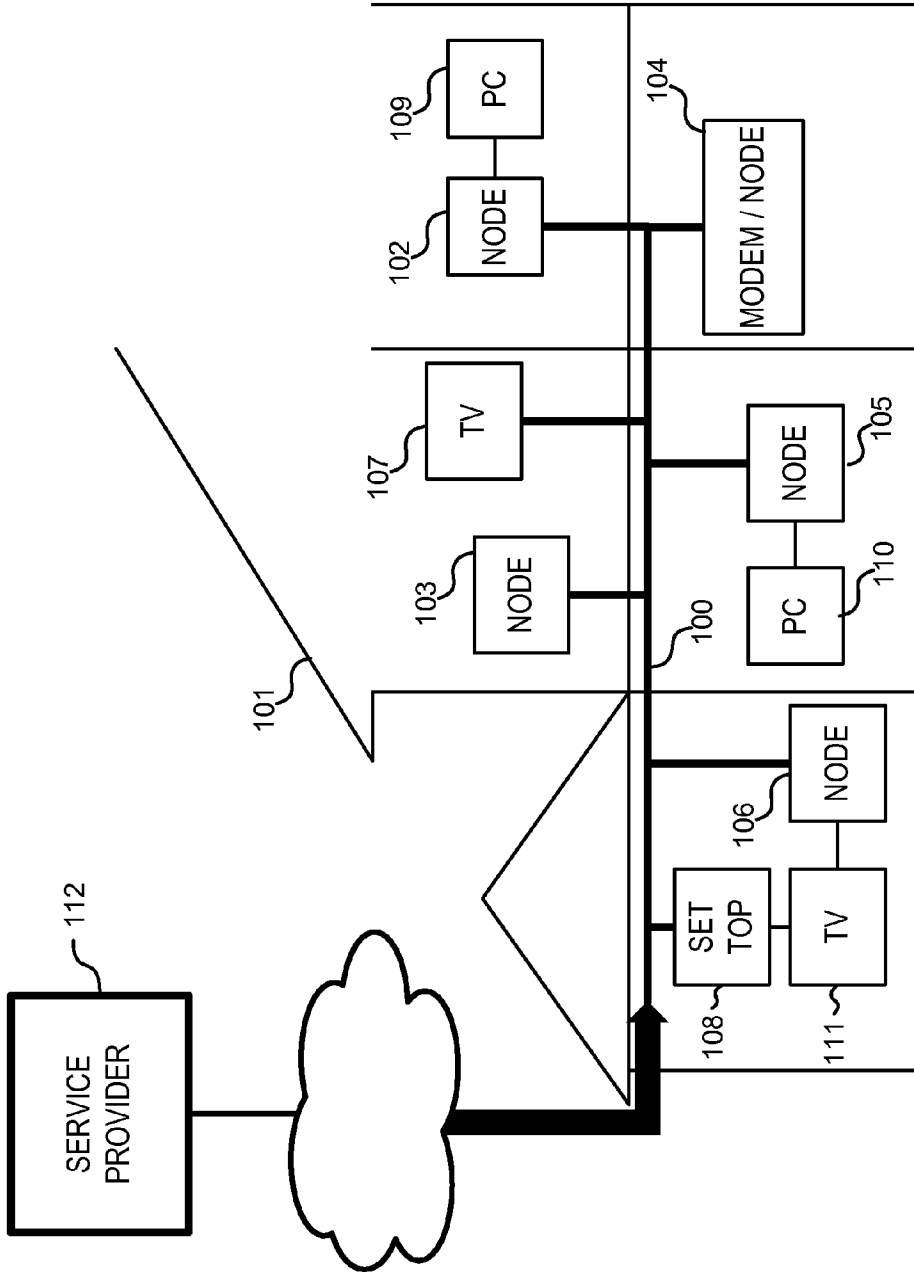 SERVICE
PROVIDER
112
101
103
NODE
107
TV
102
NODE
109
PC
100
108
SET
TOP
111
TV
106
NODE
110
PC
105
NODE
104
MODEM / NODE